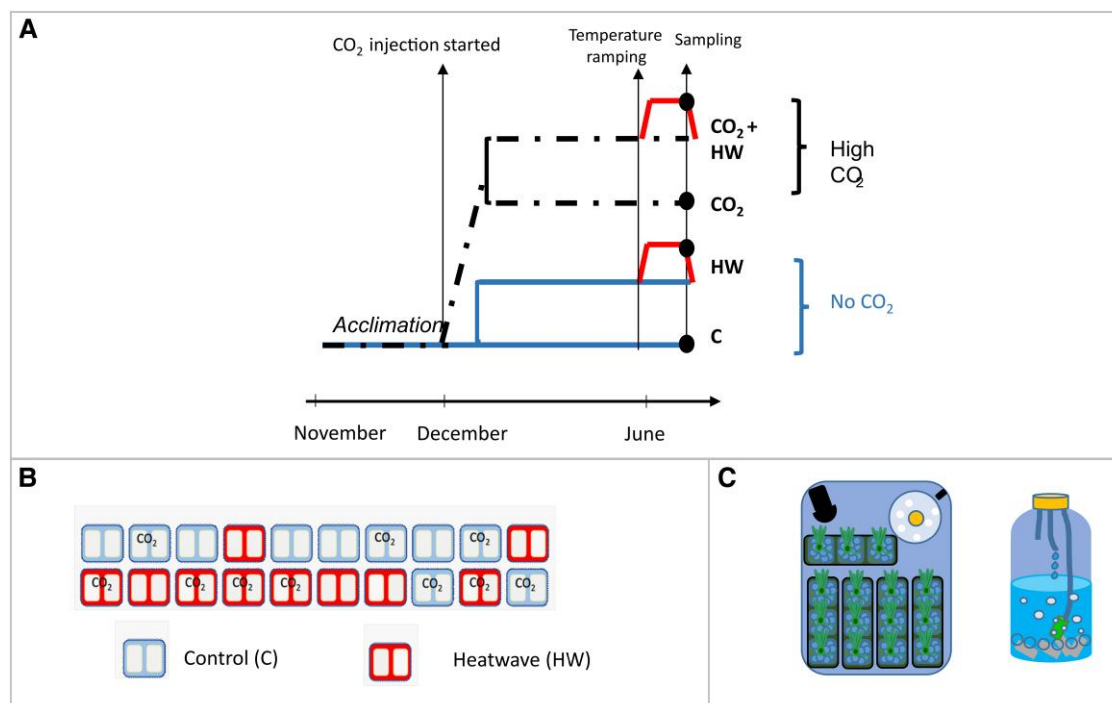 A
CO₂ injection started
Temperature ramping
Sampling
CO₂ + HW
High CO₂
CO₂
HW
No CO₂
Acclimation
C
November December June
B
CO₂ CO₂ CO₂
CO₂ CO₂ CO₂ CO₂ CO₂ CO₂ CO₂
Control (C) Heatwave (HW)
C